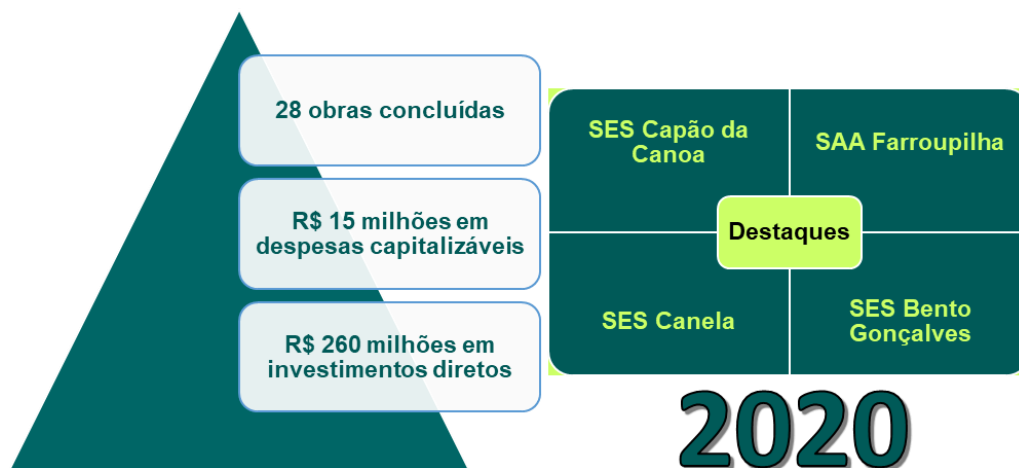 28 obras concluídas
R$ 15 milhões em
despesas capitalizáveis
R$ 260 milhões em
investimentos diretos
SES Capão da
Canoa
SAA Farroupilha
Destaques
SES Canela
SES Bento
Gonçalves
2020